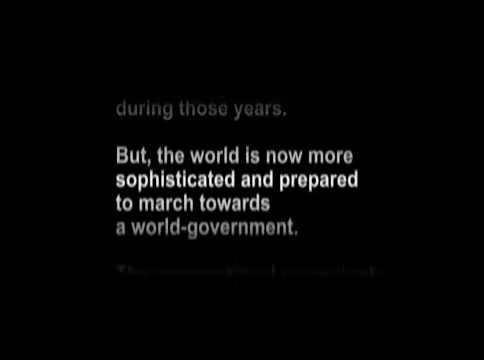 during those years.
But, the world is now more
sophisticated and prepared
to march towards
a world-government.